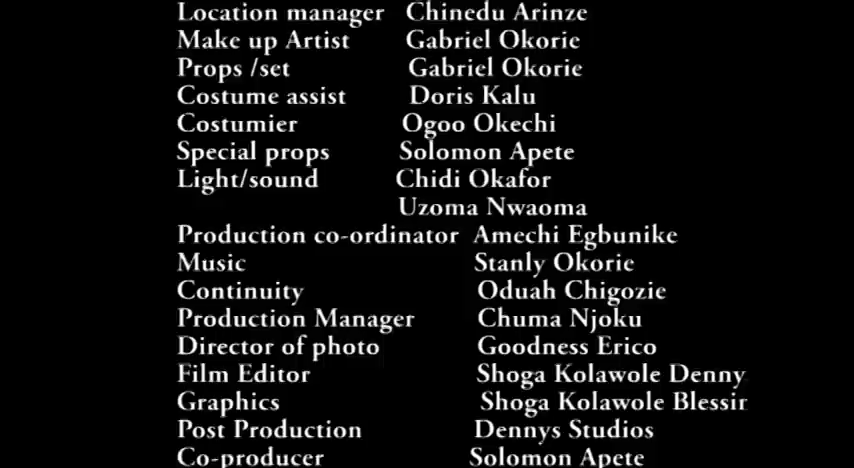 Location manager Chinedu Arinze
Make up Artist Gabriel Okorie
Props /set Gabriel Okorie
Costume assist Doris Kalu
Costumier Ogoo Okechi
Special props Solomon Apete
Light/sound Chidi Okafor
Uzoma Nwaoma
Production co-ordinator Amechi Egbunike
Music Stanly Okorie
Continuity Oduah Chigozie
Production Manager Chuma Njoku
Director of photo Goodness Erico
Film Editor Shoga Kolawole Denny
Graphics Shoga Kolawole
Post Production Dennys Studios
Co-producer Solomon Apete